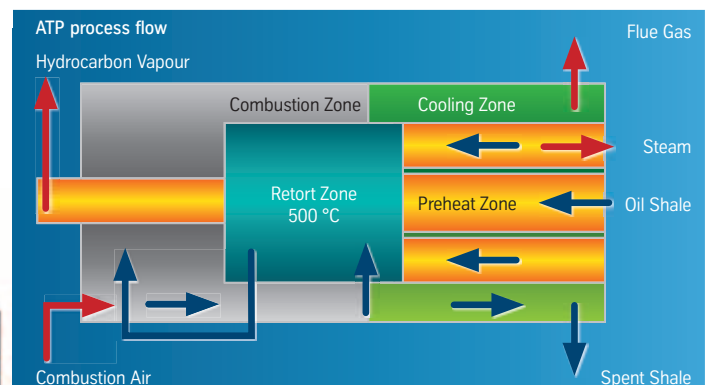 ATP process flow
Flue Gas
Hydrocarbon Vapour
Combustion Zone
Cooling Zone
Steam
Retort Zone
500 °C
Preheat Zone
Oil Shale
Combustion Air
Spent Shale